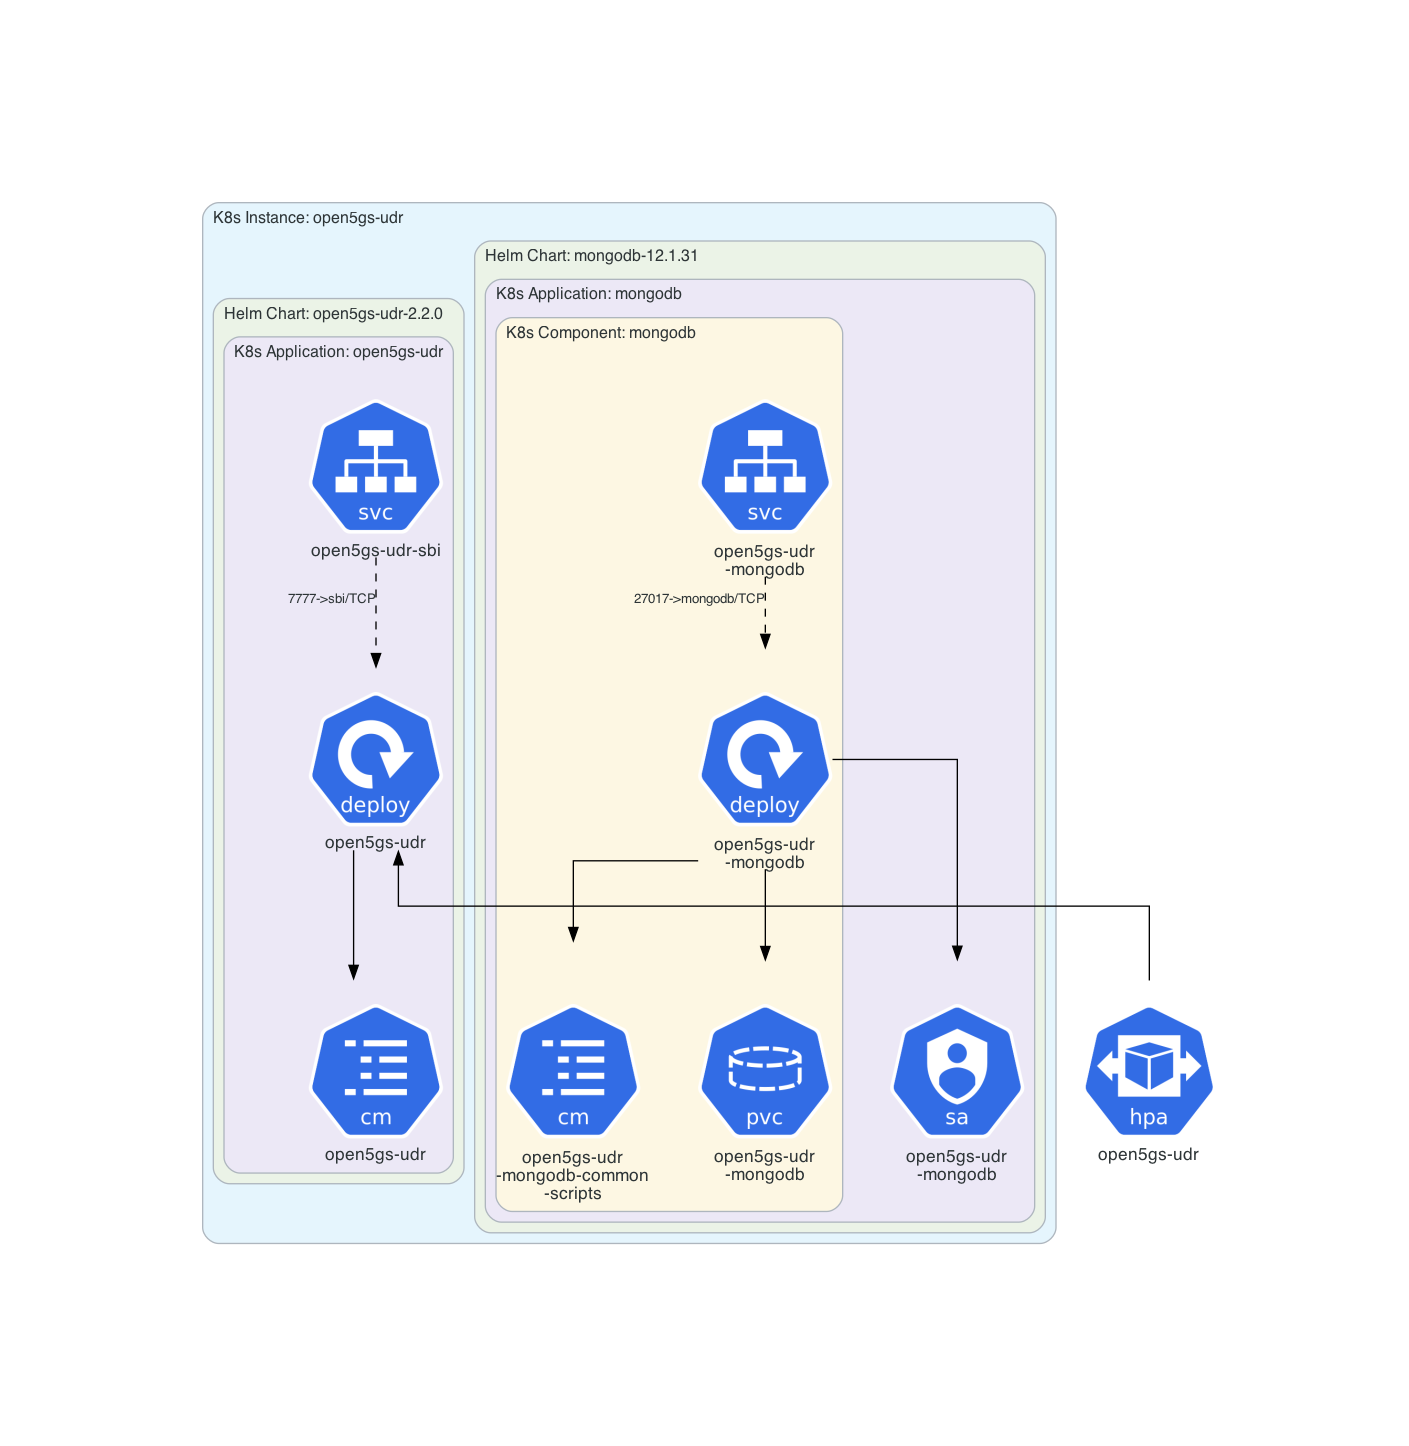 K8s Instance: open5gs-udr
Helm Chart: mongodb-12.1.31
K8s Application: mongodb
Helm Chart: open5gs-udr-2.2.0
K8s Component: mongodb
K8s Application: open5gs-udr
svc
svc
open5gs-udr-sbi
open5gs-udr
-mongodb
7777->sbi/TCP
27017->mongodb/TCP
deploy
deploy
open5gs-udr
open5gs-udr
-mongodb
cm
cm
pvc
sa
hpa
open5gs-udr
open5gs-udr
-mongodb-common
-scripts
open5gs-udr
-mongodb
open5gs-udr
-mongodb
open5gs-udr